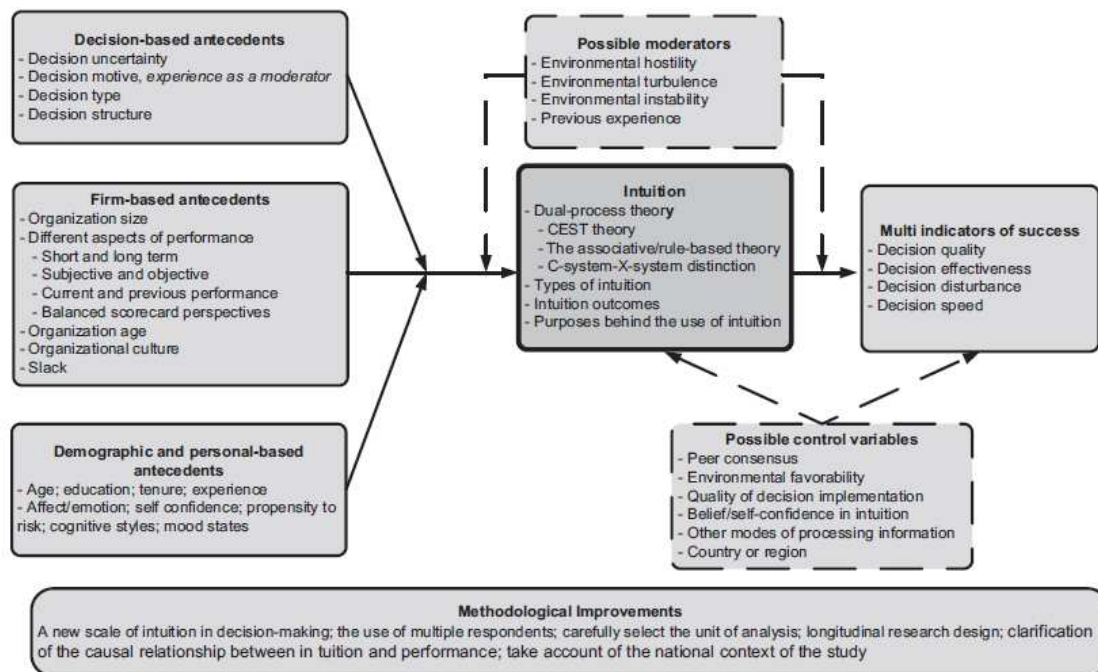 Decision-based antecedents
- Decision uncertainty
- Decision motive, experience as a moderator
- Decision type
- Decision structure
Possible moderators
- Environmental hostility
- Environmental turbulence
- Environmental instability
- Previous experience
Firm-based antecedents
- Organization size
- Different aspects of performance
- Short and long term
- Subjective and objective
- Current and previous performance
- Balanced scorecard perspectives
- Organization age
- Organizational culture
- Slack
Intuition
- Dual-process theory
- CEST theory
- The associative/rule-based theory
- C-system-X-system distinction
- Types of intuition
- Intuition outcomes
- Purposes behind the use of intuition
Multi indicators of success
- Decision quality
- Decision effectiveness
- Decision disturbance
- Decision speed
Demographic and personal-based
antecedents
- Age; education; tenure; experience
- Affect/emotion; self confidence; propensity to
risk; cognitive styles; mood states
Possible control variables
- Peer consensus
- Environmental favorability
- Quality of decision implementation
- Belief/self-confidence in intuition
- Other modes of processing information
- Country or region
Methodological Improvements
A new scale of intuition in decision-making; the use of multiple respondents; carefully select the unit of analysis; longitudinal research design; clarification
of the causal relationship between in tuition and performance; take account of the national context of the study